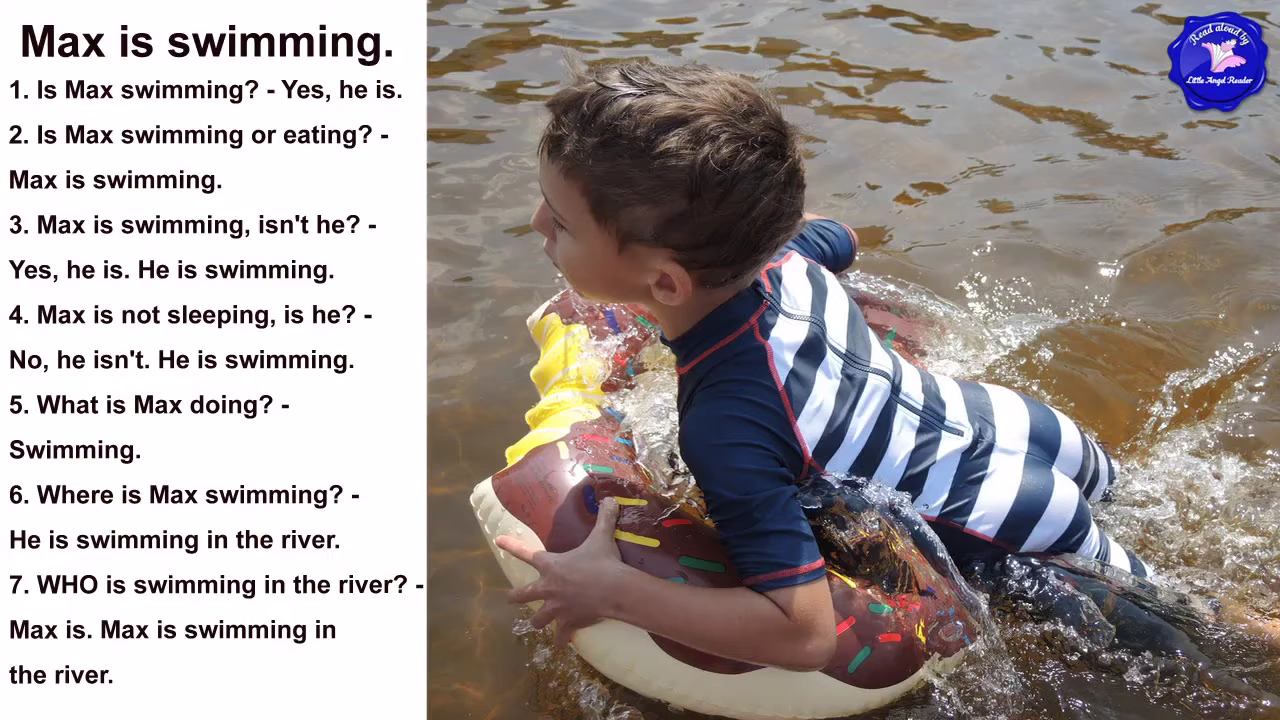 Max is swimming.
1. Is Max swimming? - Yes, he is.
2. Is Max swimming or eating? -
Max is swimming.
3. Max is swimming, isn't he? -
Yes, he is. He is swimming.
4. Max is not sleeping, is he? -
No, he isn't. He is swimming.
5. What is Max doing? -
Swimming.
6. Where is Max swimming? -
He is swimming in the river.
7. WHO is swimming in the river? -
Max is. Max is swimming in
the river.
Read aloud by
Little Angel Reader